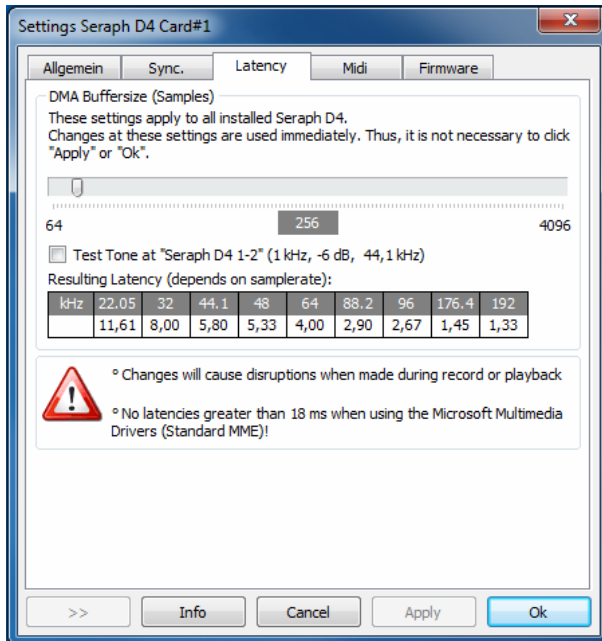 Settings Seraph D4 Card#1
Allgemein Sync. Latency Midi Firmware
DMA Buffersize (Samples)
These settings apply to all installed Seraph D4.
Changes at these settings are used immediately. Thus, it is not necessary to click
"Apply" or "Ok".
64 256 4096
Test Tone at "Seraph D4 1-2" (1 kHz, -6 dB, 44,1 kHz)
Resulting Latency (depends on samplerate):
kHz 22.05 32 44.1 48 64 88.2 96 176.4 192
11,61 8,00 5,80 5,33 4,00 2,90 2,67 1,45 1,33
° Changes will cause disruptions when made during record or playback
° No latencies greater than 18 ms when using the Microsoft Multimedia
Drivers (Standard MME)!
>> Info Cancel Apply Ok